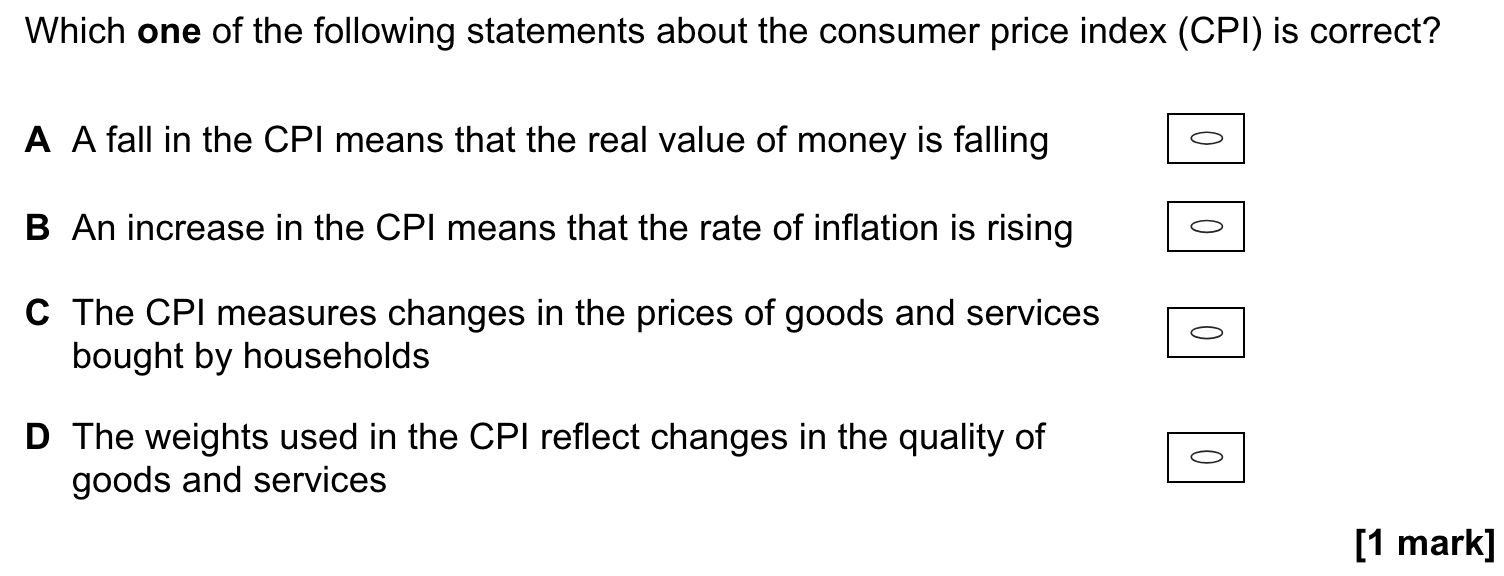 Which one of the following statements about the consumer price index (CPI) is correct?
A A fall in the CPI means that the real value of money is falling
B An increase in the CPI means that the rate of inflation is rising
C The CPI measures changes in the prices of goods and services
bought by households
D The weights used in the CPI reflect changes in the quality of
goods and services
[1 mark]